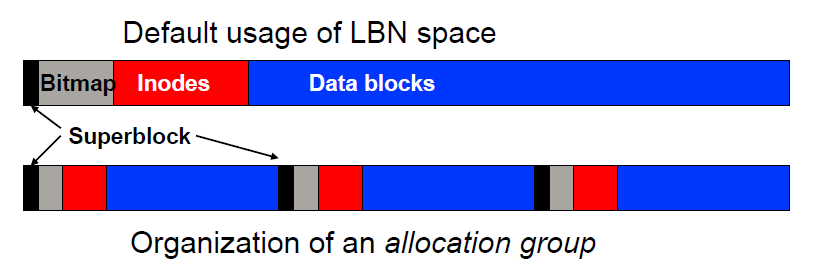 Default usage of LBN space
Bitmap Inodes Data blocks
Superblock
Organization of an allocation group